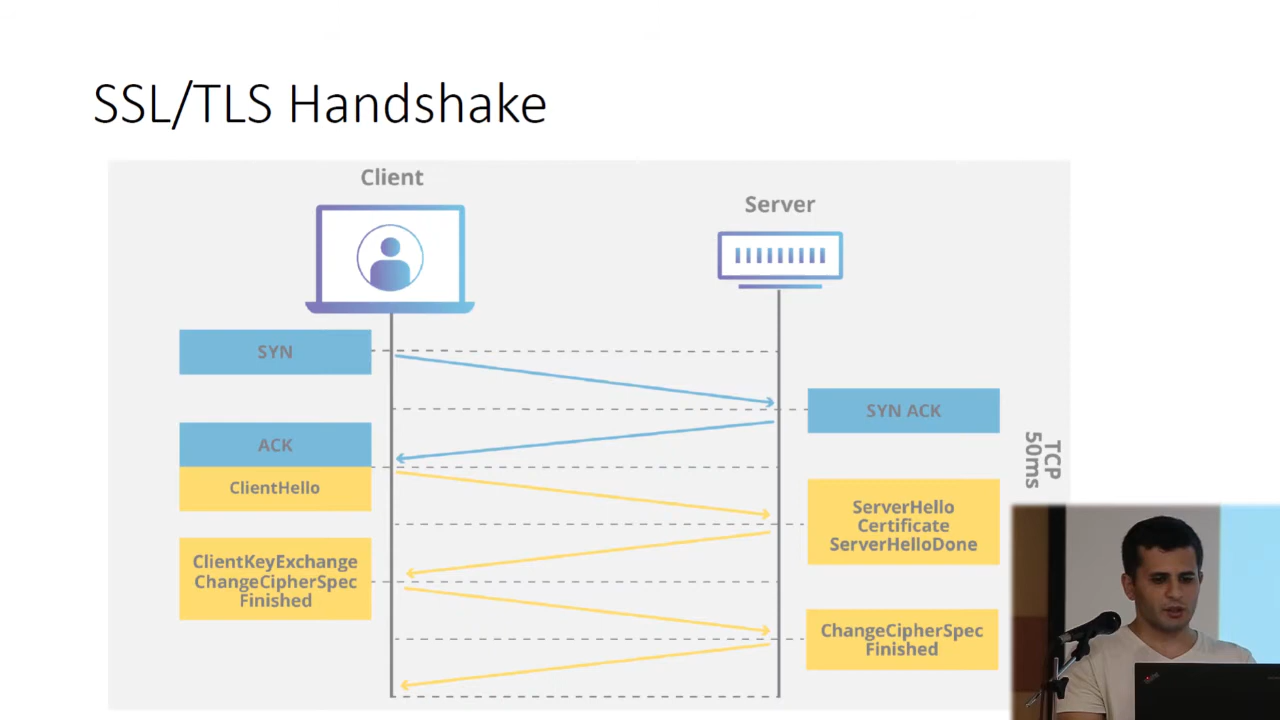 SSL/TLS Handshake
Client
Server
SYN
SYN ACK
ACK
ClientHello
TCP
50ms
ServerHello
Certificate
ServerHelloDone
ClientKeyExchange
ChangeCipherSpec
Finished
ChangeCipherSpec
Finished